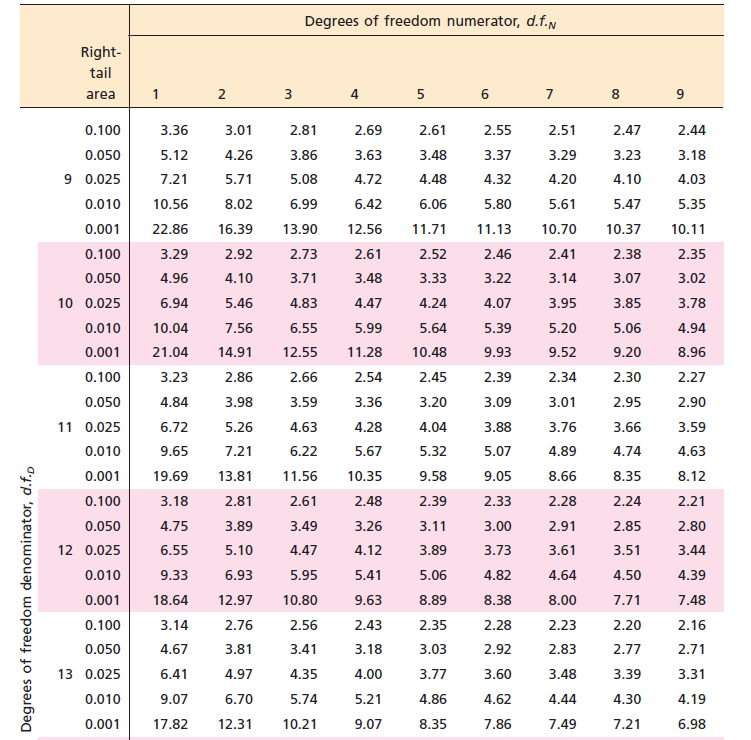 Degrees of freedom numerator, d.f.N
Right-
tail
area 1 2 3 4 5 6 7 8 9
0.100 3.36 3.01 2.81 2.69 2.61 2.55 2.51 2.47 2.44
0.050 5.12 4.26 3.86 3.63 3.48 3.37 3.29 3.23 3.18
9 0.025 7.21 5.71 5.08 4.72 4.48 4.32 4.20 4.10 4.03
0.010 10.56 8.02 6.99 6.42 6.06 5.80 5.61 5.47 5.35
0.001 22.86 16.39 13.90 12.56 11.71 11.13 10.70 10.37 10.11
0.100 3.29 2.92 2.73 2.61 2.52 2.46 2.41 2.38 2.35
0.050 4.96 4.10 3.71 3.48 3.33 3.22 3.14 3.07 3.02
10 0.025 6.94 5.46 4.83 4.47 4.24 4.07 3.95 3.85 3.78
0.010 10.04 7.56 6.55 5.99 5.64 5.39 5.20 5.06 4.94
0.001 21.04 14.91 12.55 11.28 10.48 9.93 9.52 9.20 8.96
0.100 3.23 2.86 2.66 2.54 2.45 2.39 2.34 2.30 2.27
0.050 4.84 3.98 3.59 3.36 3.20 3.09 3.01 2.95 2.90
11 0.025 6.72 5.26 4.63 4.28 4.04 3.88 3.76 3.66 3.59
0.010 9.65 7.21 6.22 5.67 5.32 5.07 4.89 4.74 4.63
0.001 19.69 13.81 11.56 10.35 9.58 9.05 8.66 8.35 8.12
0.100 3.18 2.81 2.61 2.48 2.39 2.33 2.28 2.24 2.21
0.050 4.75 3.89 3.49 3.26 3.11 3.00 2.91 2.85 2.80
12 0.025 6.55 5.10 4.47 4.12 3.89 3.73 3.61 3.51 3.44
0.010 9.33 6.93 5.95 5.41 5.06 4.82 4.64 4.50 4.39
0.001 18.64 12.97 10.80 9.63 8.89 8.38 8.00 7.71 7.48
0.100 3.14 2.76 2.56 2.43 2.35 2.28 2.23 2.20 2.16
0.050 4.67 3.81 3.41 3.18 3.03 2.92 2.83 2.77 2.71
13 0.025 6.41 4.97 4.35 4.00 3.77 3.60 3.48 3.39 3.31
0.010 9.07 6.70 5.74 5.21 4.86 4.62 4.44 4.30 4.19
0.001 17.82 12.31 10.21 9.07 8.35 7.86 7.49 7.21 6.98
Degrees of freedom denominator, d.f.D